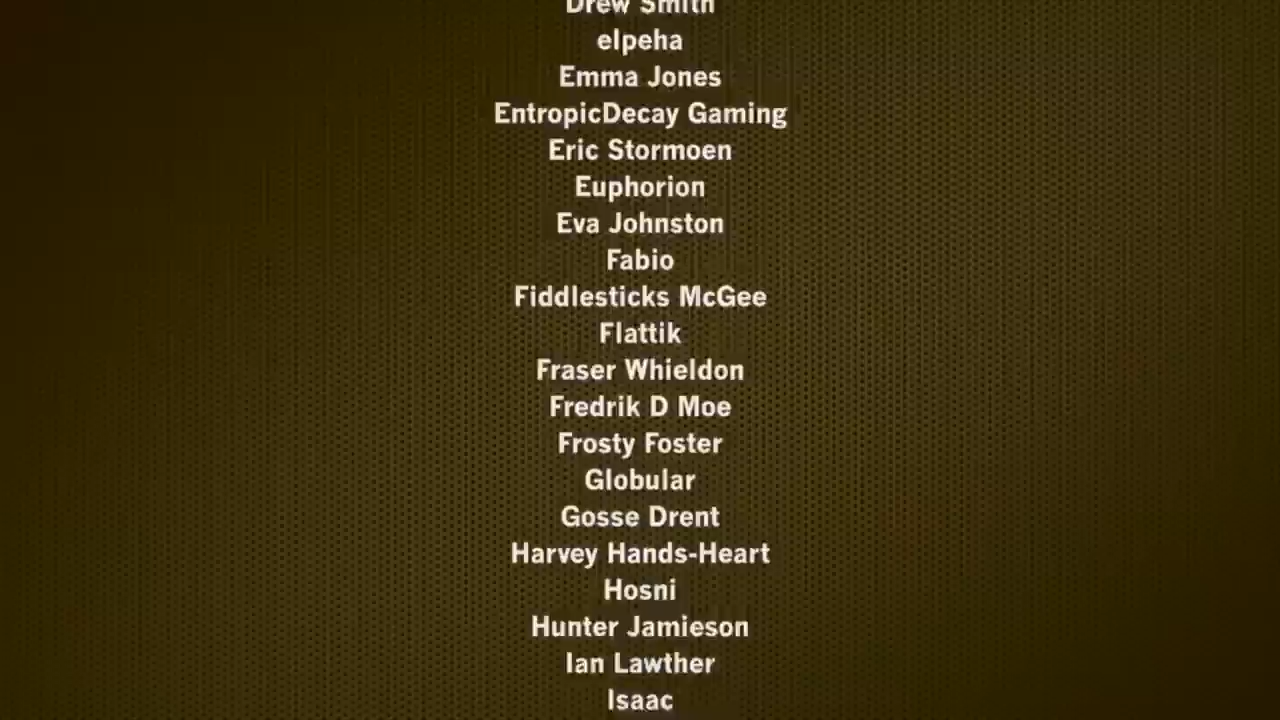 Drew Smith
elpeha
Emma Jones
EntropicDecay Gaming
Eric Stormoen
Euphorion
Eva Johnston
Fabio
Fiddlesticks McGee
Flattik
Fraser Whieldon
Fredrik D Moe
Frosty Foster
Globular
Gosse Drent
Harvey Hands-Heart
Hosni
Hunter Jamieson
Ian Lawther
Isaac